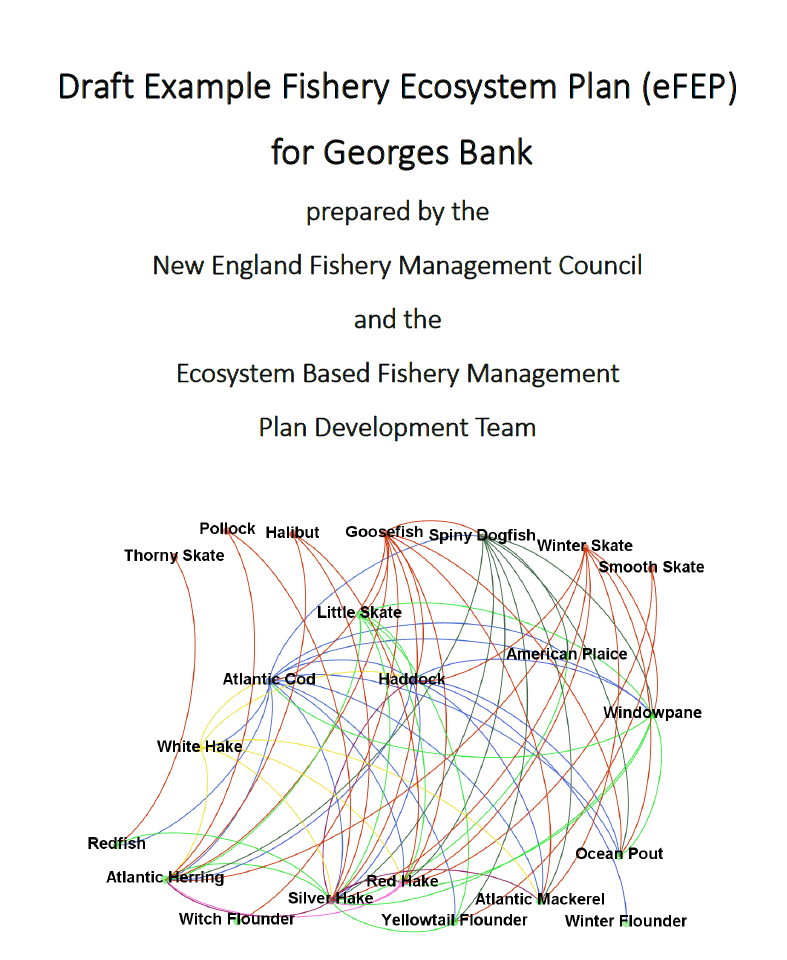 Draft Example Fishery Ecosystem Plan (eFEP)
for Georges Bank
prepared by the
New England Fishery Management Council
and the
Ecosystem Based Fishery Management
Plan Development Team
Pollock
Halibut
Goosefish
Spiny Dogfish
Winter Skate
Thorny Skate
Smooth Skate
Little Skate
American Plaice
Atlantic Cod
Haddock
Windowpane
White Hake
Redfish
Ocean Pout
Atlantic Herring
Red Hake
Silver Hake
Atlantic Mackerel
Witch Flounder
Yellowtail Flounder
Winter Flounder